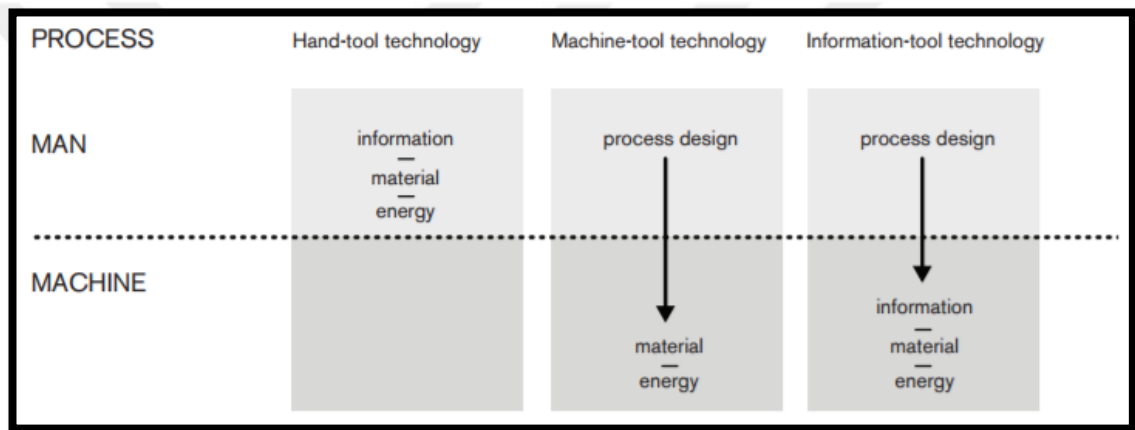 PROCESS Hand-tool technology Machine-tool technology Information-tool technology
MAN information process design process design
material
energy
MACHINE
information
material material
energy energy